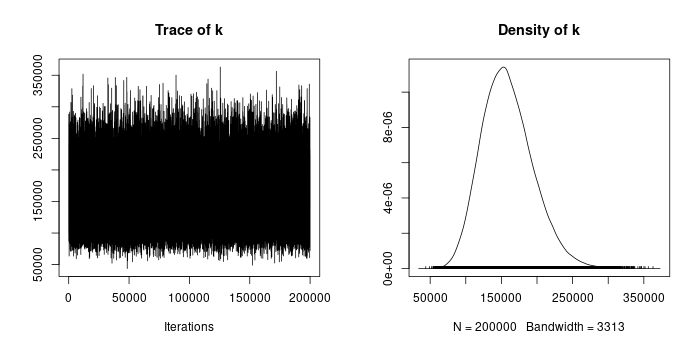 Trace of k
350000
250000
150000
50000
0
50000
100000
150000
200000
Iterations
Density of k
8e-06
4e-06
0e+00
50000
150000
250000
350000
N = 200000 Bandwidth = 3313